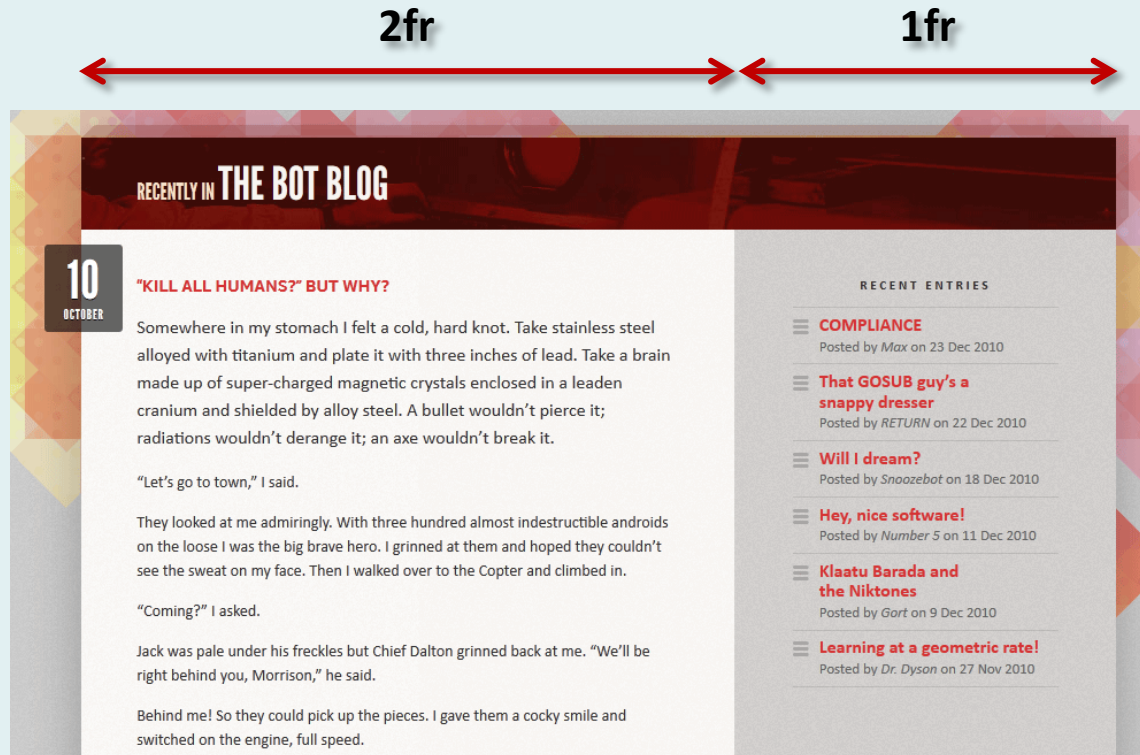 2fr
1fr
RECENTLY IN THE BOT BLOG
10
OCTOBER
"KILL ALL HUMANS?" BUT WHY?
Somewhere in my stomach I felt a cold, hard knot. Take stainless steel
alloyed with titanium and plate it with three inches of lead. Take a brain
made up of super-charged magnetic crystals enclosed in a leaden
cranium and shielded by alloy steel. A bullet wouldn’t pierce it;
radiations wouldn’t derange it; an axe wouldn’t break it.
“Let’s go to town,” I said.
They looked at me admiringly. With three hundred almost indestructible androids
on the loose I was the big brave hero. I grinned at them and hoped they couldn’t
see the sweat on my face. Then I walked over to the Copter and climbed in.
“Coming?” I asked.
Jack was pale under his freckles but Chief Dalton grinned back at me. “We’ll be
right behind you, Morrison,” he said.
Behind me! So they could pick up the pieces. I gave them a cocky smile and
switched on the engine, full speed.
RECENT ENTRIES
COMPLIANCE
Posted by Max on 23 Dec 2010
That GOSUB guy’s a
snappy dresser
Posted by RETURN on 22 Dec 2010
Will I dream?
Posted by Snoozebot on 18 Dec 2010
Hey, nice software!
Posted by Number 5 on 11 Dec 2010
Klaatu Barada and
the Niktones
Posted by Gort on 9 Dec 2010
Learning at a geometric rate!
Posted by Dr. Dyson on 27 Nov 2010